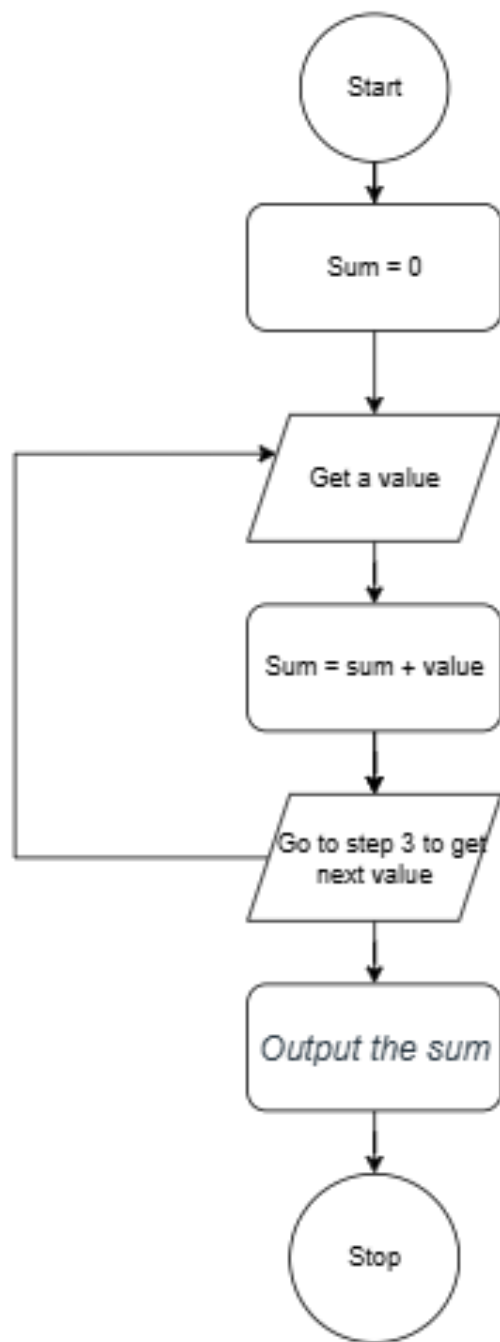 Start
Sum = 0
Get a value
Sum = sum + value
Go to step 3 to get
next value
Output the sum
Stop